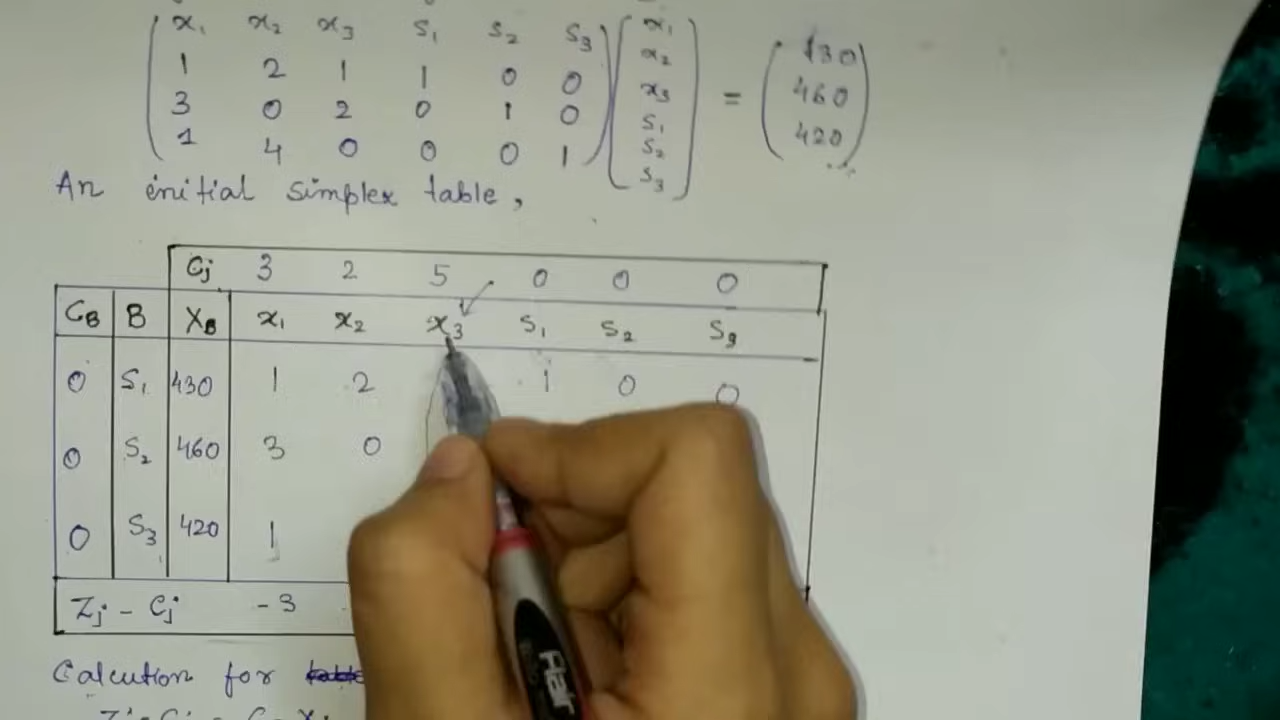 x₁ x₂ x₃ s₁ s₂ s₃ x₁
1 2 1 1 0 0 x₂ 430
3 0 2 0 1 0 x₃ = 460
1 4 0 0 0 1 s₁ 420
s₂
s₃
An initial simplex table,
Cj 3 2 5 0 0 0
CB B XB x₁ x₂ x₃ S₁ S₂ S₃
0 S₁ 430 1 2 1 0 0
0 S₂ 460 3 0
0 S₃ 420 1
Zj - Cj -3
Calcution for
Flair